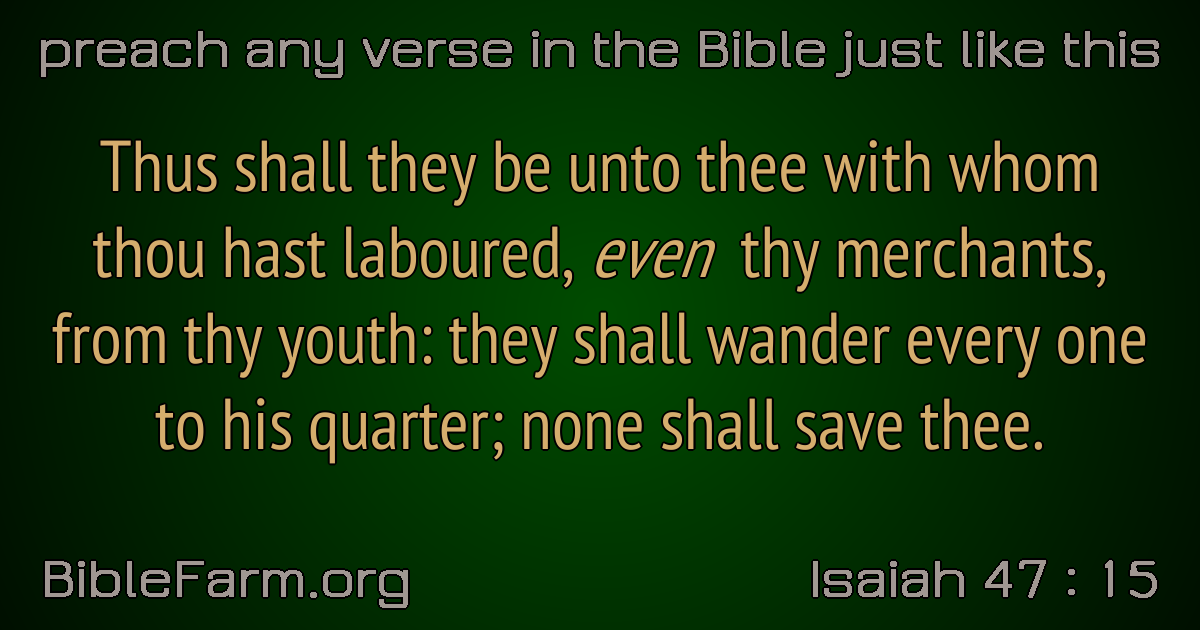 preach any verse in the Bible just like this
Thus shall they be unto thee with whom
thou hast laboured, even thy merchants,
from thy youth: they shall wander every one
to his quarter; none shall save thee.
BibleFarm.org
Isaiah 47 : 15